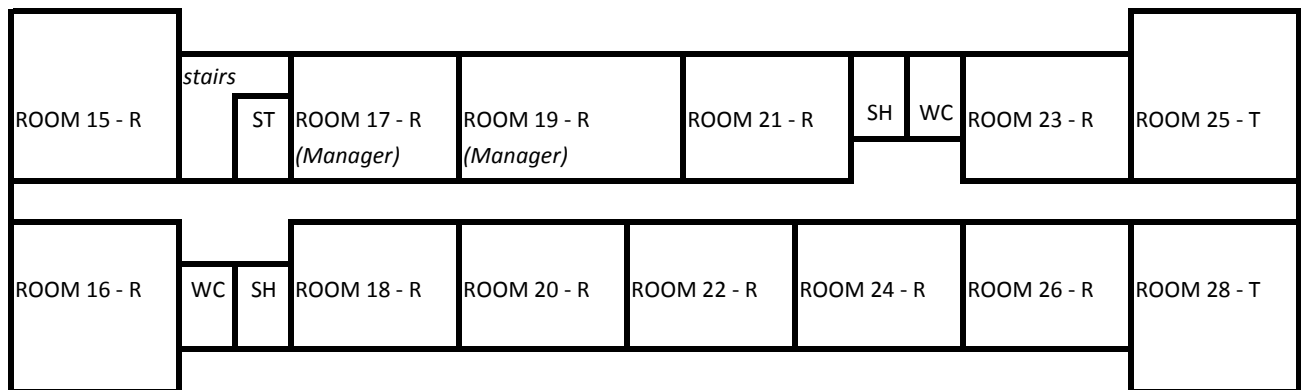 stairs
ROOM 15 - R
ST
ROOM 17 - R
(Manager)
ROOM 19 - R
(Manager)
ROOM 21 - R
SH
WC
ROOM 23 - R
ROOM 25 - T
ROOM 16 - R
WC
SH
ROOM 18 - R
ROOM 20 - R
ROOM 22 - R
ROOM 24 - R
ROOM 26 - R
ROOM 28 - T